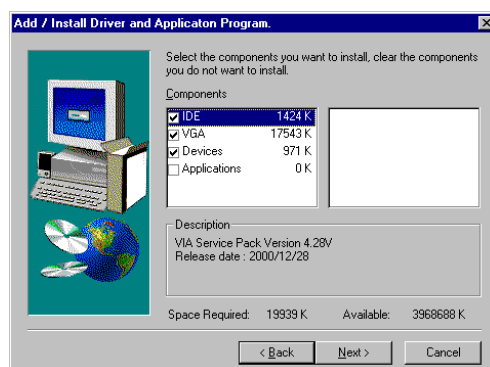 Add / Install Driver and Applicaton Program.
Select the components you want to install, clear the components
you do not want to install.
Components
IDE 1424 K
VGA 17543 K
Devices 971 K
Applications 0 K
Description
VIA Service Pack Version 4.28V
Release date : 2000/12/28
Space Required: 19939 K Available: 3968688 K
< Back Next > Cancel